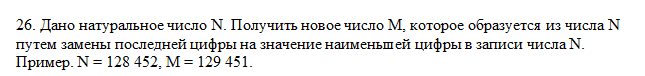 26. Дано натуральное число N. Получить новое число M, которое образуется из числа N
путем замены последней цифры на значение наименьшей цифры в записи числа N.
Пример. N = 128 452, M = 129 451.